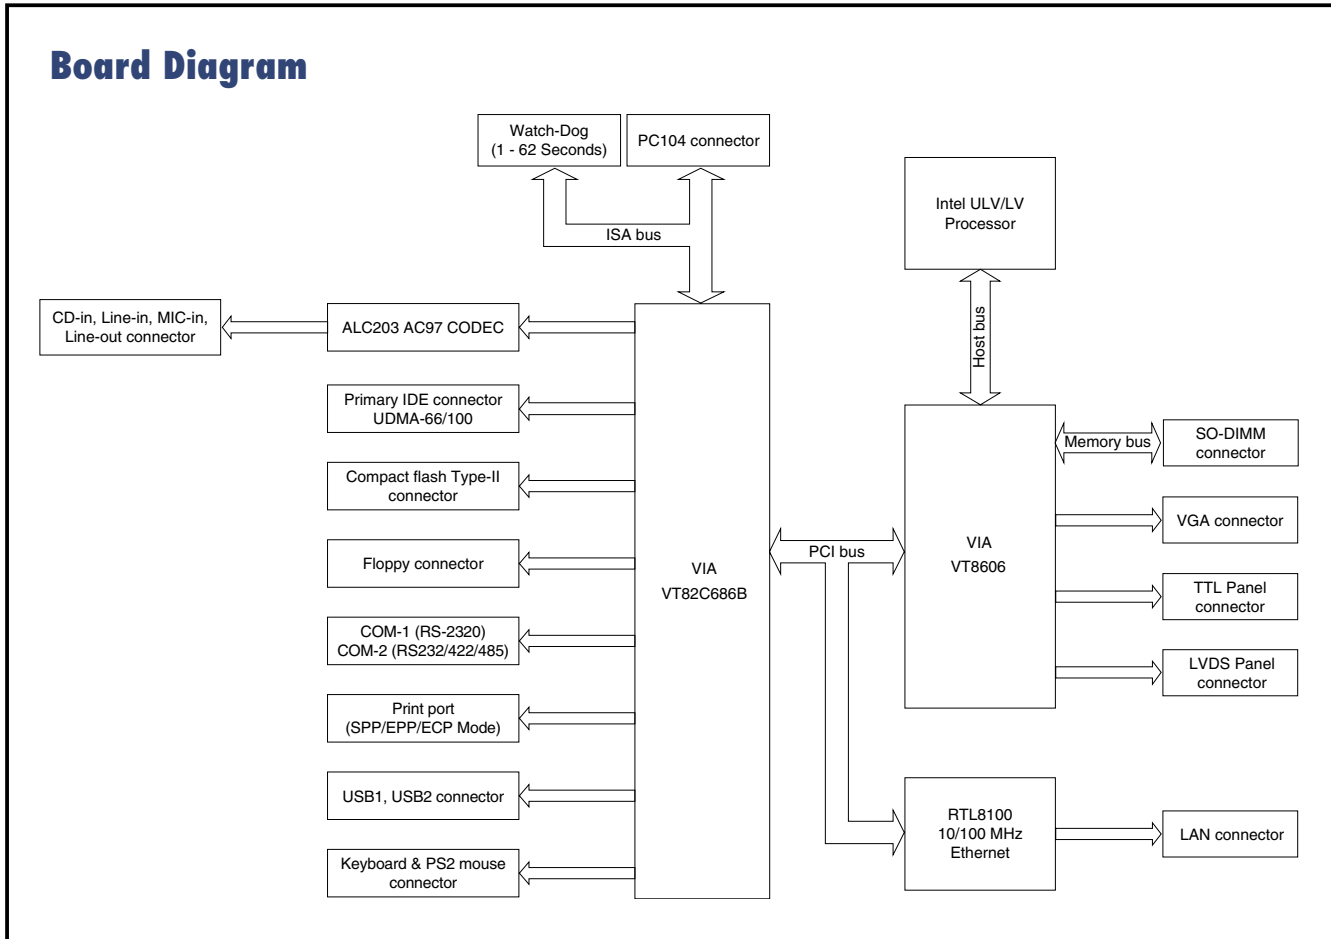 Board Diagram
Watch-Dog
(1 - 62 Seconds)
PC104 connector
ISA bus
Intel ULV/LV
Processor
Host bus
CD-in, Line-in, MIC-in,
Line-out connector
ALC203 AC97 CODEC
Primary IDE connector
UDMA-66/100
Compact flash Type-II
connector
Floppy connector
COM-1 (RS-2320)
COM-2 (RS232/422/485)
Print port
(SPP/EPP/ECP Mode)
USB1, USB2 connector
Keyboard & PS2 mouse
connector
VIA
VT82C686B
PCI bus
VIA
VT8606
Memory bus
SO-DIMM
connector
VGA connector
TTL Panel
connector
LVDS Panel
connector
RTL8100
10/100 MHz
Ethernet
LAN connector